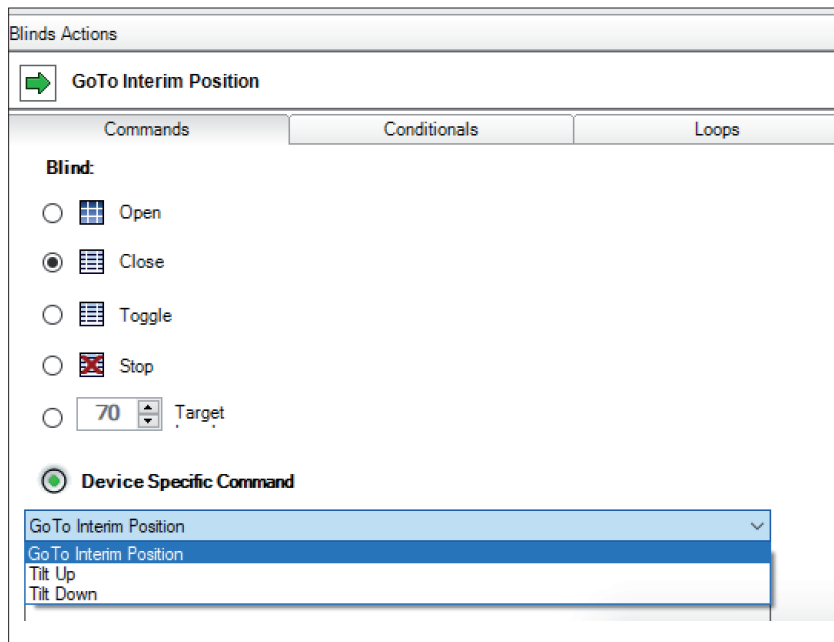 Blinds Actions
GoTo Interim Position
Commands Conditionals Loops
Blind:
Open
Close
Toggle
Stop
70 Target
Device Specific Command
GoTo Interim Position
GoTo Interim Position
Tilt Up
Tilt Down